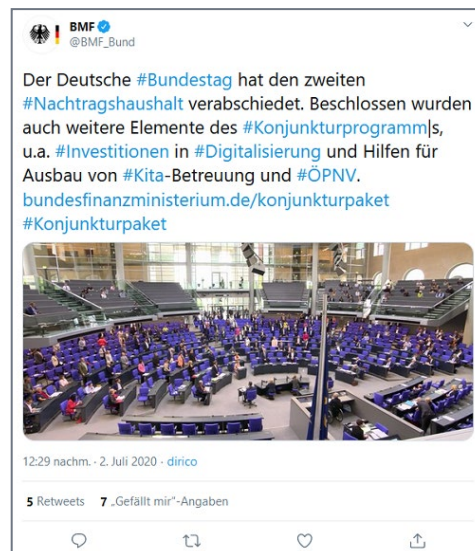 BMF
@BMF_Bund
Der Deutsche #Bundestag hat den zweiten
#Nachtragshaushalt verabschiedet. Beschlossen wurden
auch weitere Elemente des #Konjunkturprogramm|s,
u.a. #Investitionen in #Digitalisierung und Hilfen für
Ausbau von #Kita-Betreuung und #ÖPNV.
bundesfinanzministerium.de/konjunkturpaket
#Konjunkturpaket
12:29 nachm. · 2. Juli 2020 · dirico
5 Retweets 7 „Gefällt mir“-Angaben